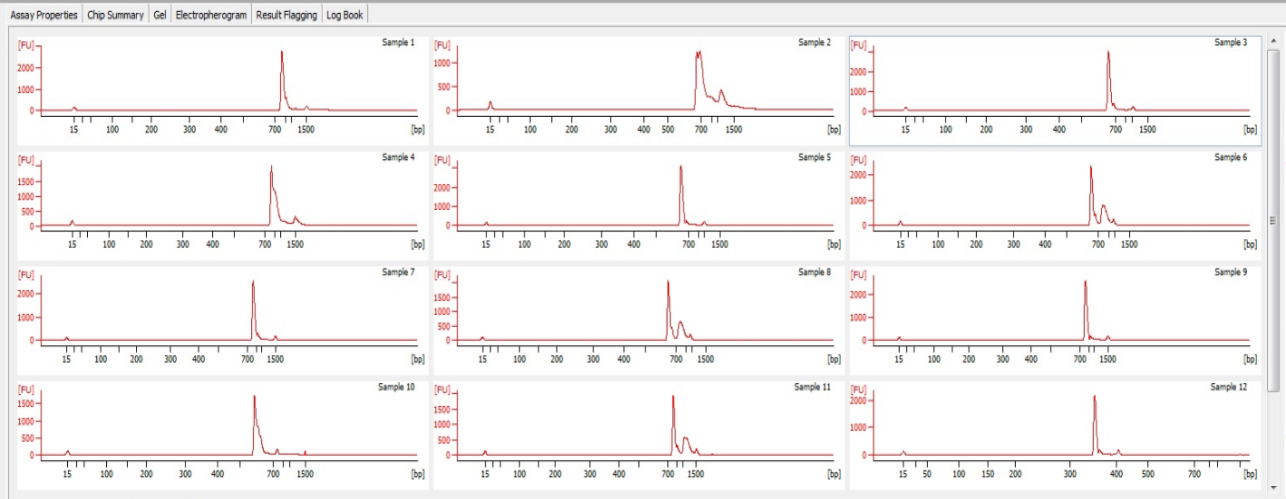 Assay Properties Chip Summary Gel Electropherogram Result Flagging Log Book
[FU] Sample 1
2000
1000
0
15 100 200 300 400 700 1500 [bp]
[FU] Sample 2
1000
500
0
15 100 200 300 400 500 700 1500 [bp]
[FU] Sample 3
2000
1000
0
15 100 200 300 400 700 1500 [bp]
[FU] Sample 4
1500
1000
500
0
15 100 200 300 400 700 1500 [bp]
[FU] Sample 5
2000
1000
0
15 100 200 300 400 700 1500 [bp]
[FU] Sample 6
2000
1000
0
15 100 200 300 400 700 1500 [bp]
[FU] Sample 7
2000
1000
0
15 100 200 300 400 700 1500 [bp]
[FU] Sample 8
1500
1000
500
0
15 100 200 300 400 700 1500 [bp]
[FU] Sample 9
2000
1000
0
15 100 200 300 400 700 1500 [bp]
[FU] Sample 10
1500
1000
500
0
15 100 200 300 400 700 1500 [bp]
[FU] Sample 11
1500
1000
500
0
15 100 200 300 400 700 1500 [bp]
[FU] Sample 12
2000
1000
0
15 50 100 150 200 300 400 500 700 [bp]